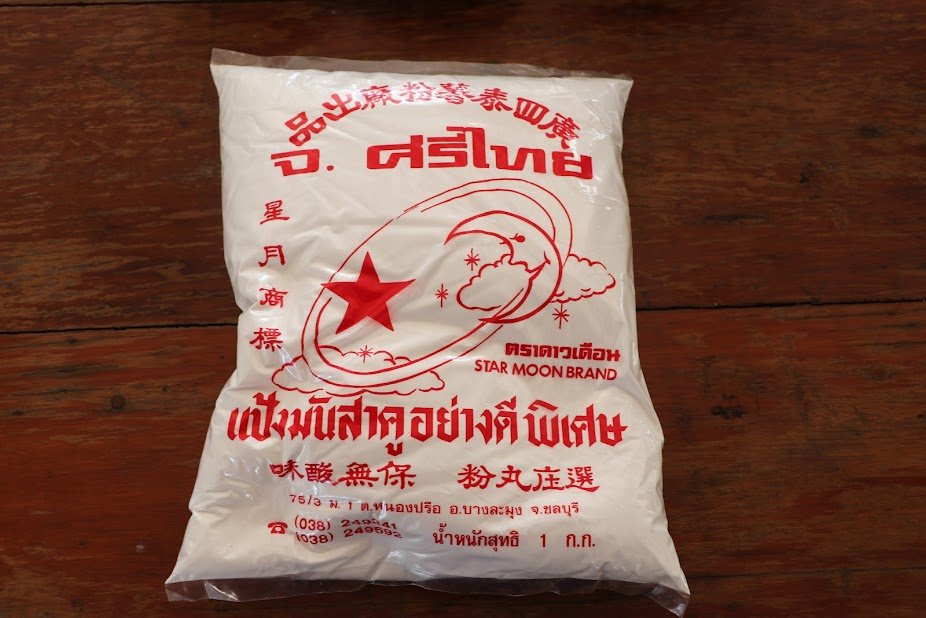 廣四泰薯粉廠出品
จ. ศรีไทย
星月商標
ตราดาวเดือน
STAR MOON BRAND
แป้งมันสาคูอย่างดีพิเศษ
選庄丸粉 保無酸味
75/3 ม. 1 ต.หนองปรือ อ.บางละมุง จ.ชลบุรี
☎ (038) 249341
(038) 249592
น้ำหนักสุทธิ 1 ก.ก.